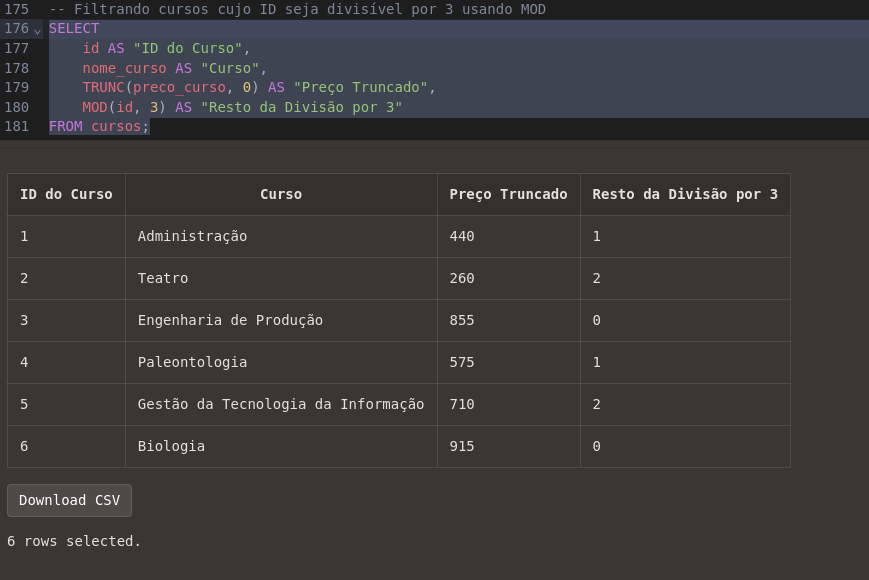 175 -- Filtrando cursos cujo ID seja divisível por 3 usando MOD
176 SELECT
177 id AS "ID do Curso",
178 nome_curso AS "Curso",
179 TRUNC(preco_curso, 0) AS "Preço Truncado",
180 MOD(id, 3) AS "Resto da Divisão por 3"
181 FROM cursos;
ID do Curso Curso Preço Truncado Resto da Divisão por 3
1 Administração 440 1
2 Teatro 260 2
3 Engenharia de Produção 855 0
4 Paleontologia 575 1
5 Gestão da Tecnologia da Informação 710 2
6 Biologia 915 0
Download CSV
6 rows selected.